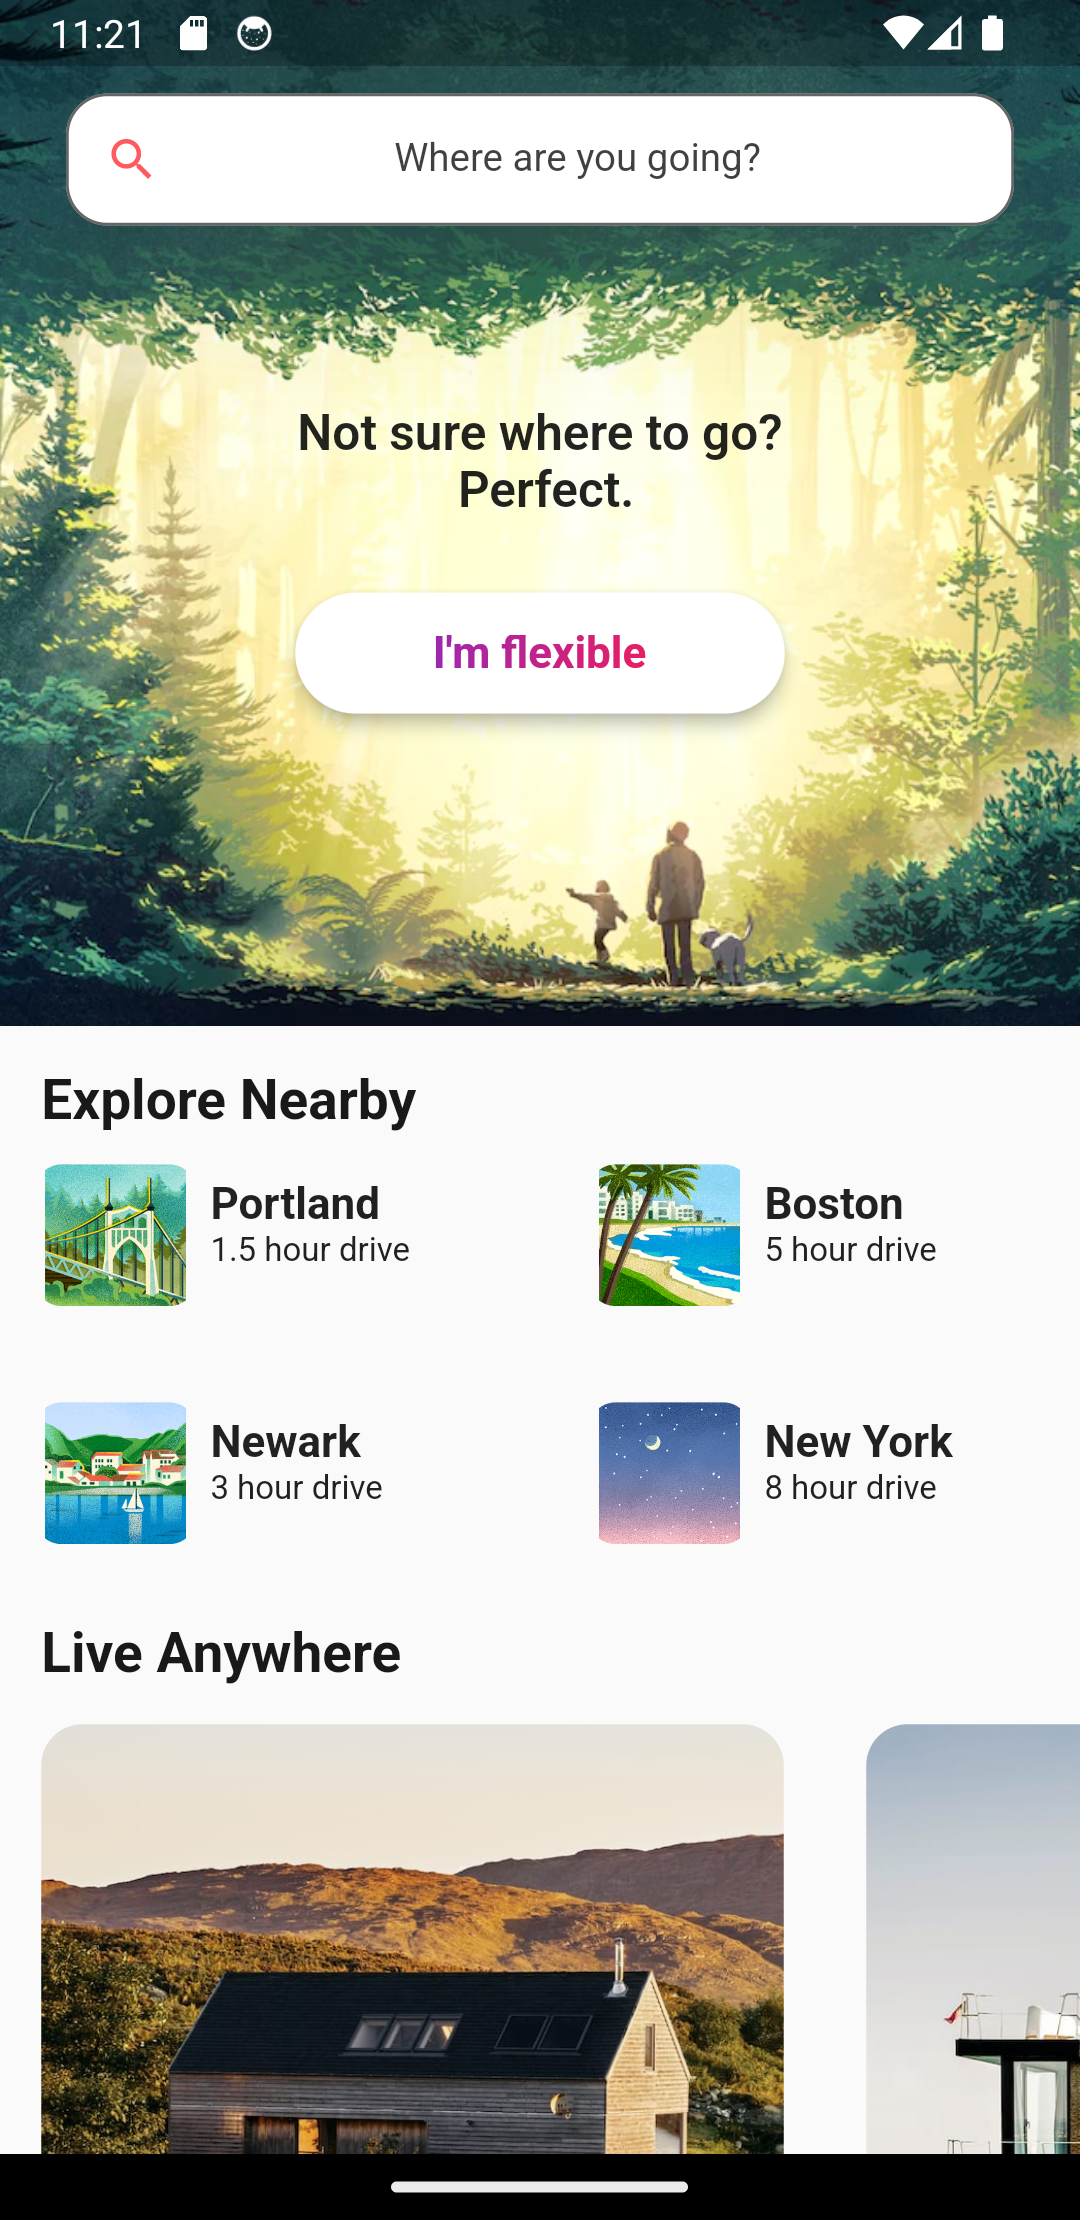 11:21
Where are you going?
Not sure where to go?
Perfect.
I'm flexible
Explore Nearby
Portland
1.5 hour drive
Boston
5 hour drive
Newark
3 hour drive
New York
8 hour drive
Live Anywhere